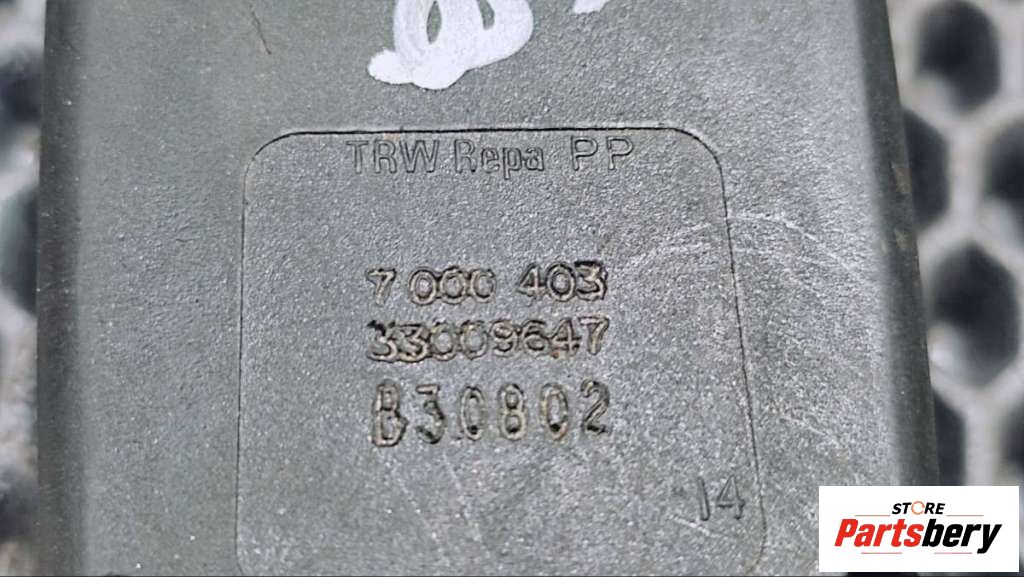 TRW Repa PP
7 000 403
33009647
B30802
14
STORE
Partsbery